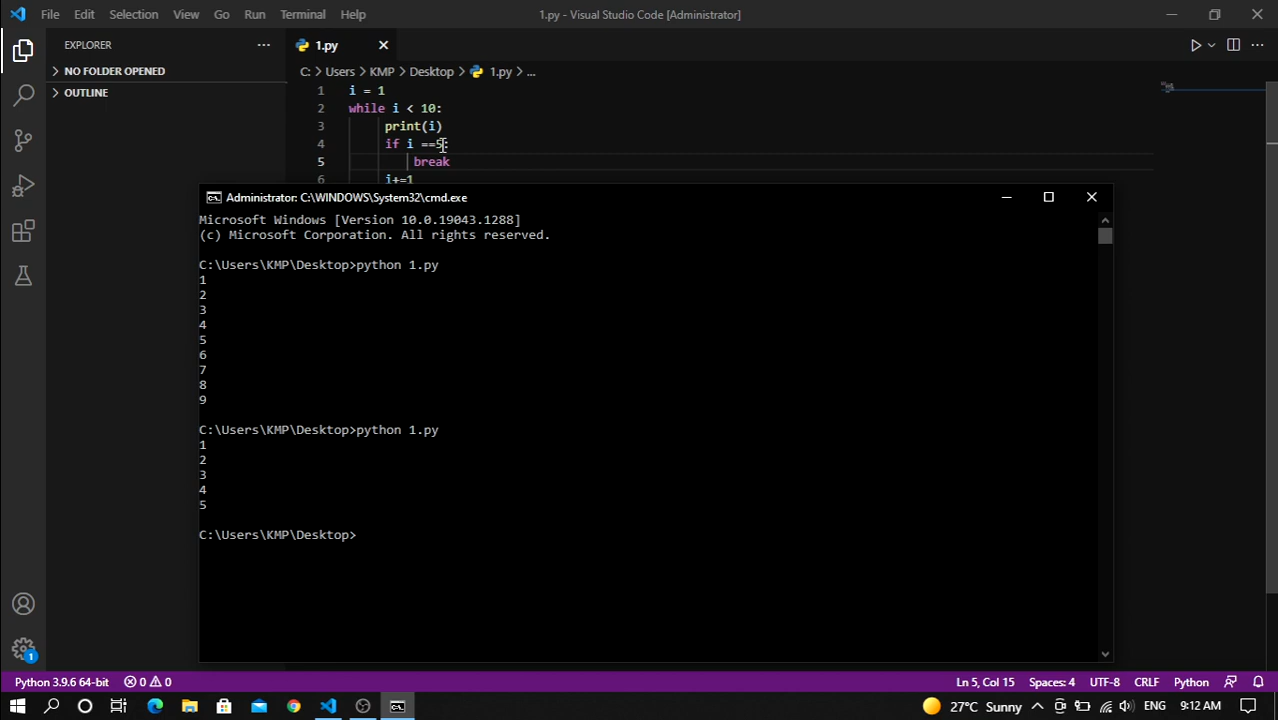 File Edit Selection View Go Run Terminal Help
1.py - Visual Studio Code [Administrator]
EXPLORER
1.py
NO FOLDER OPENED
OUTLINE
C: > Users > KMP > Desktop > 1.py > ...
1 i = 1
2 while i < 10:
3 print(i)
4 if i ==5:
5 break
6 i+=1
Administrator: C:\WINDOWS\System32\cmd.exe
Microsoft Windows [Version 10.0.19043.1288]
(c) Microsoft Corporation. All rights reserved.
C:\Users\KMP\Desktop>python 1.py
1
2
3
4
5
6
7
8
9
C:\Users\KMP\Desktop>python 1.py
1
2
3
4
5
C:\Users\KMP\Desktop>
1
Python 3.9.6 64-bit 0 0 Ln 5, Col 15 Spaces: 4 UTF-8 CRLF Python
27°C Sunny ENG 9:12 AM